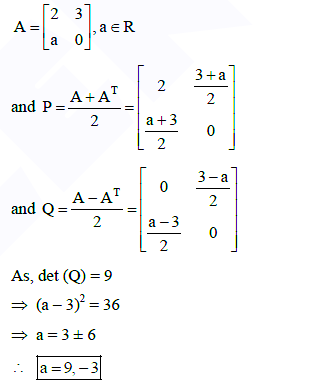 A = [2 3; a 0], a ∈ R
and P = (A + Aᵀ)/2 = [2 (3 + a)/2; (a + 3)/2 0]
and Q = (A − Aᵀ)/2 = [0 (3 − a)/2; (a − 3)/2 0]
As, det (Q) = 9
⇒ (a − 3)² = 36
⇒ a = 3 ± 6
∴ a = 9, −3